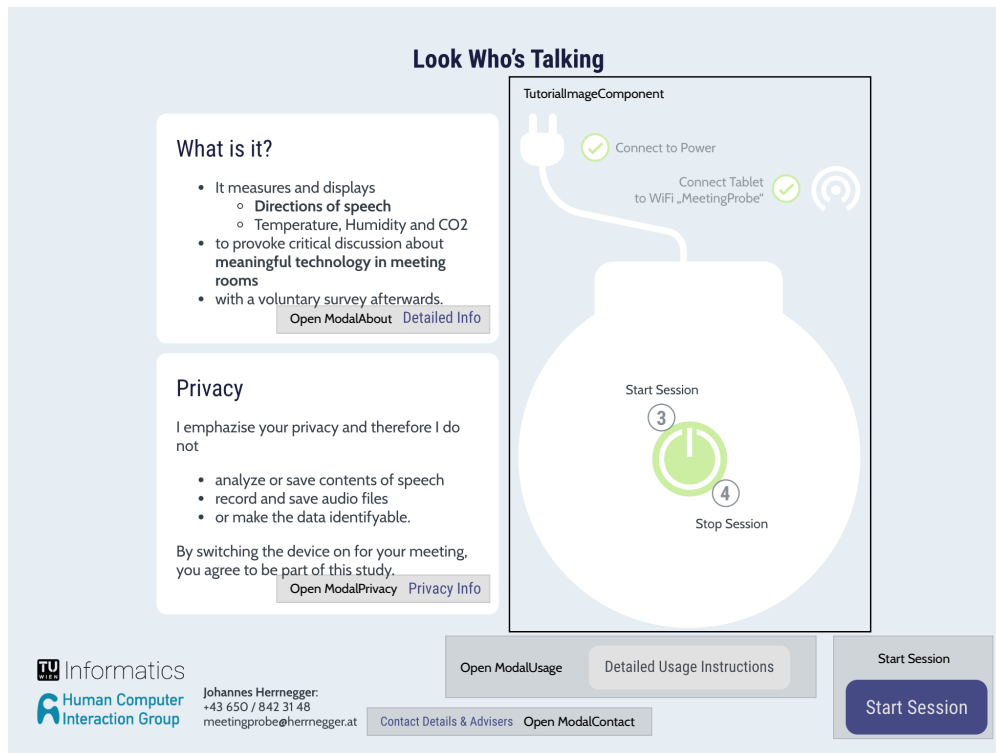 Look Who's Talking
What is it?
• It measures and displays
◦ Directions of speech
◦ Temperature, Humidity and CO2
• to provoke critical discussion about
meaningful technology in meeting
rooms
• with a voluntary survey afterwards.
Open ModalAbout Detailed Info
Privacy
I emphazise your privacy and therefore I do
not
• analyze or save contents of speech
• record and save audio files
• or make the data identifyable.
By switching the device on for your meeting,
you agree to be part of this study.
Open ModalPrivacy Privacy Info
TutorialImageComponent
Connect to Power
Connect Tablet
to WiFi „MeetingProbe“
Start Session
3
4
Stop Session
TU WIEN Informatics
Human Computer
Interaction Group
Johannes Herrnegger:
+43 650 / 842 31 48
meetingprobe@herrnegger.at
Contact Details & Advisers Open ModalContact
Open ModalUsage Detailed Usage Instructions
Start Session
Start Session